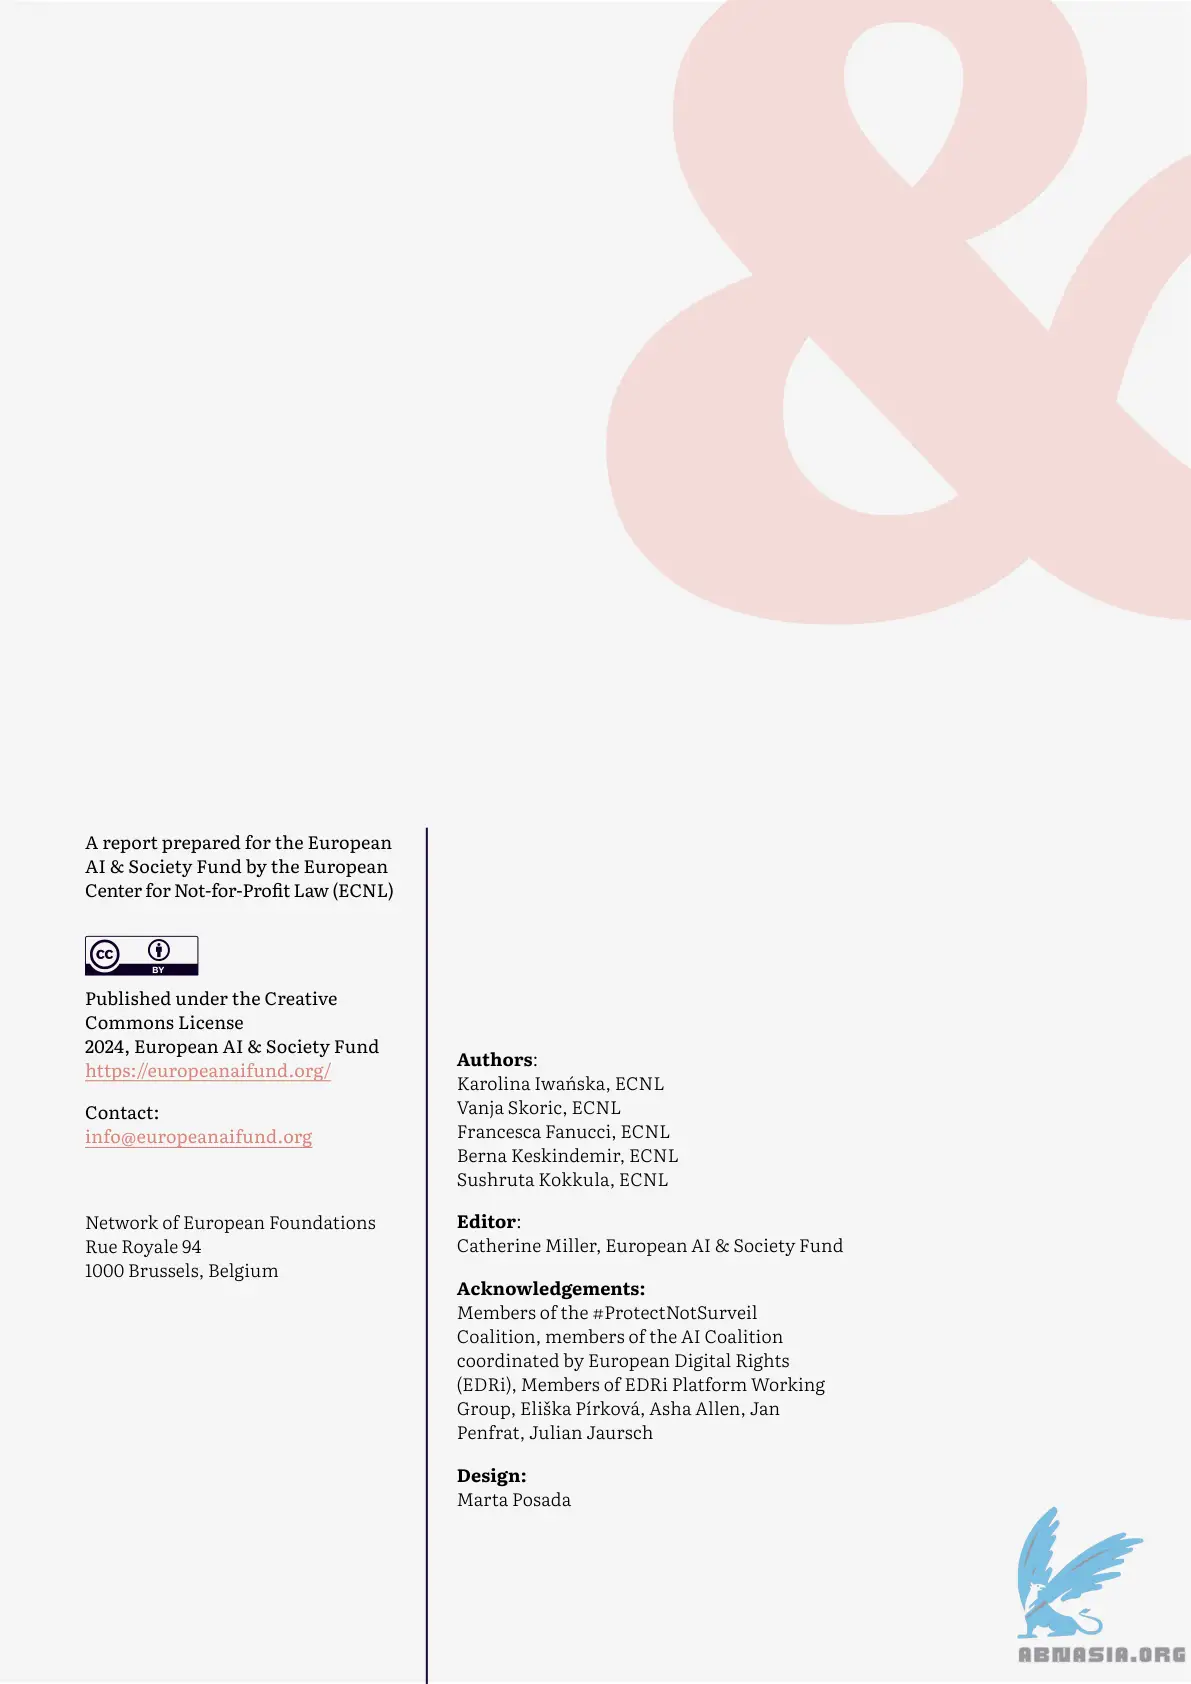 &
A report prepared for the European
AI & Society Fund by the European
Center for Not-for-Profit Law (ECNL)
cc
BY
Published under the Creative
Commons License
2024, European AI & Society Fund
https://europeanaifund.org/
Contact:
info@europeanaifund.org
Network of European Foundations
Rue Royale 94
1000 Brussels, Belgium
Authors:
Karolina Iwańska, ECNL
Vanja Skoric, ECNL
Francesca Fanucci, ECNL
Berna Keskindemir, ECNL
Sushruta Kokkula, ECNL
Editor:
Catherine Miller, European AI & Society Fund
Acknowledgements:
Members of the #ProtectNotSurveil
Coalition, members of the AI Coalition
coordinated by European Digital Rights
(EDRi), Members of EDRi Platform Working
Group, Eliška Pírková, Asha Allen, Jan
Penfrat, Julian Jaursch
Design:
Marta Posada
ABNASIA.ORG